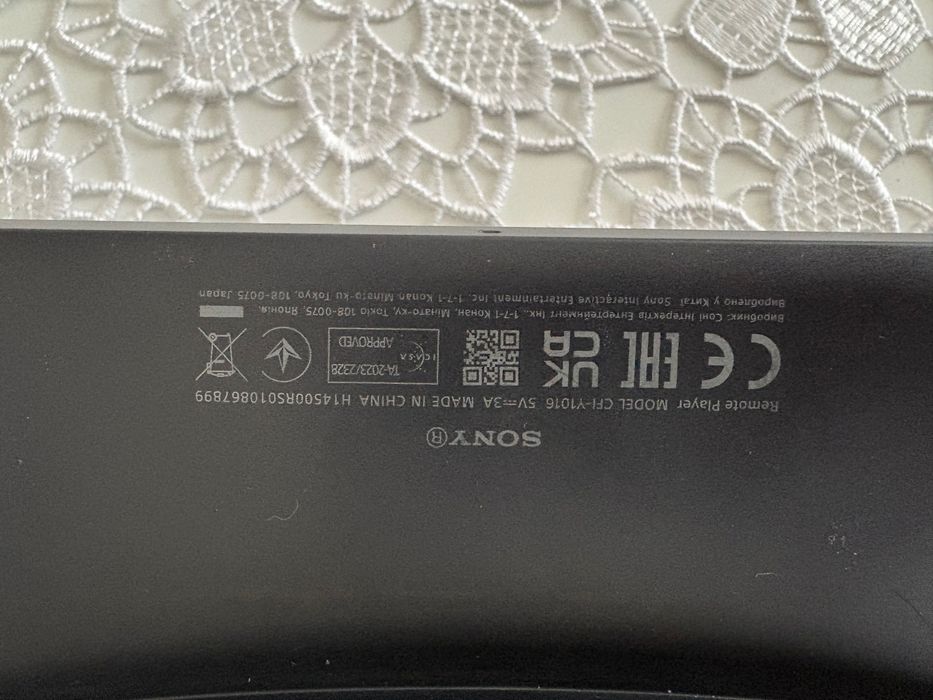 SONY®
Remote Player MODEL CFI-Y1016 5V⎓3A MADE IN CHINA H14500RS010867899
CE EAC UK CA ICASA TA-2023/2328 APPROVED
Виробник: Соні Інтерактів Ентертейнмент Інк., 1-7-1 Конан, Мінато-ку, Токіо 108-0075, Японія.
Вироблено у Китаї Sony Interactive Entertainment Inc. 1-7-1 Konan Minato-ku Tokyo, 108-0075 Japan